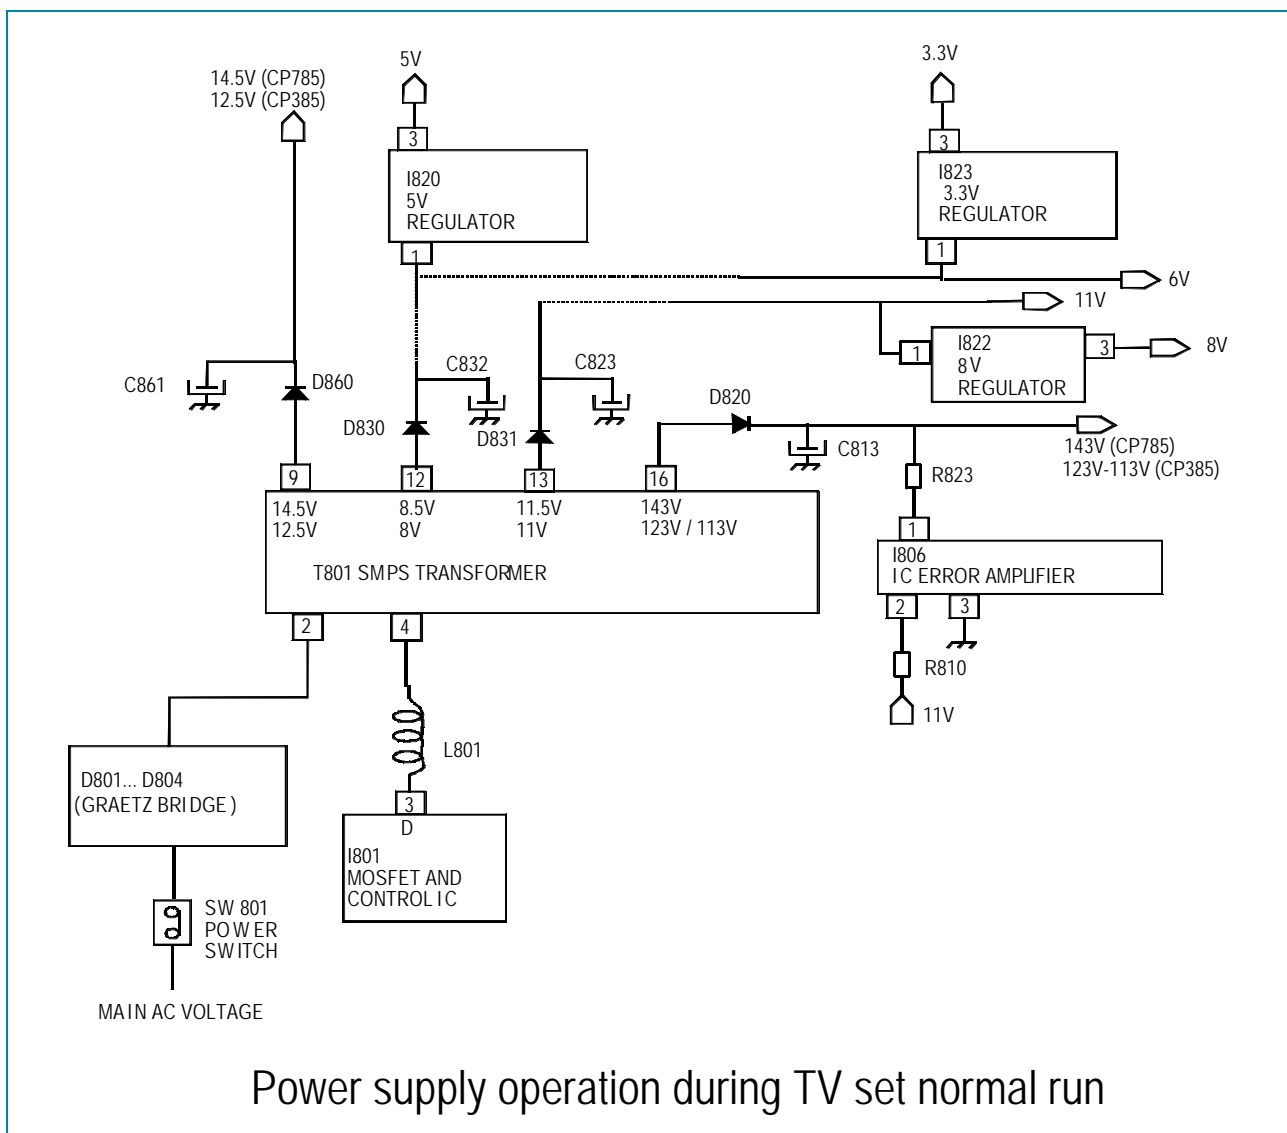 5V
3.3V
14.5V (CP785)
12.5V (CP385)
3
I820
5V
REGULATOR
1
3
I823
3.3V
REGULATOR
1
6V
11V
1
I822
8V
REGULATOR
3
8V
C861
D860
C832
C823
D830
D831
D820
C813
143V (CP785)
123V-113V (CP385)
R823
9
12
13
16
14.5V
12.5V
8.5V
8V
11.5V
11V
143V
123V / 113V
T801 SMPS TRANSFORMER
1
I806
IC ERROR AMPLIFIER
2
3
2
4
R810
11V
L801
D801... D804
(GRAETZ BRIDGE)
3
D
I801
MOSFET AND
CONTROL IC
SW 801
POWER
SWITCH
MAIN AC VOLTAGE
Power supply operation during TV set normal run